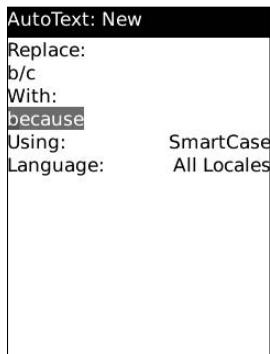 AutoText: New
Replace:
b/c
With:
because
Using: SmartCase
Language: All Locales